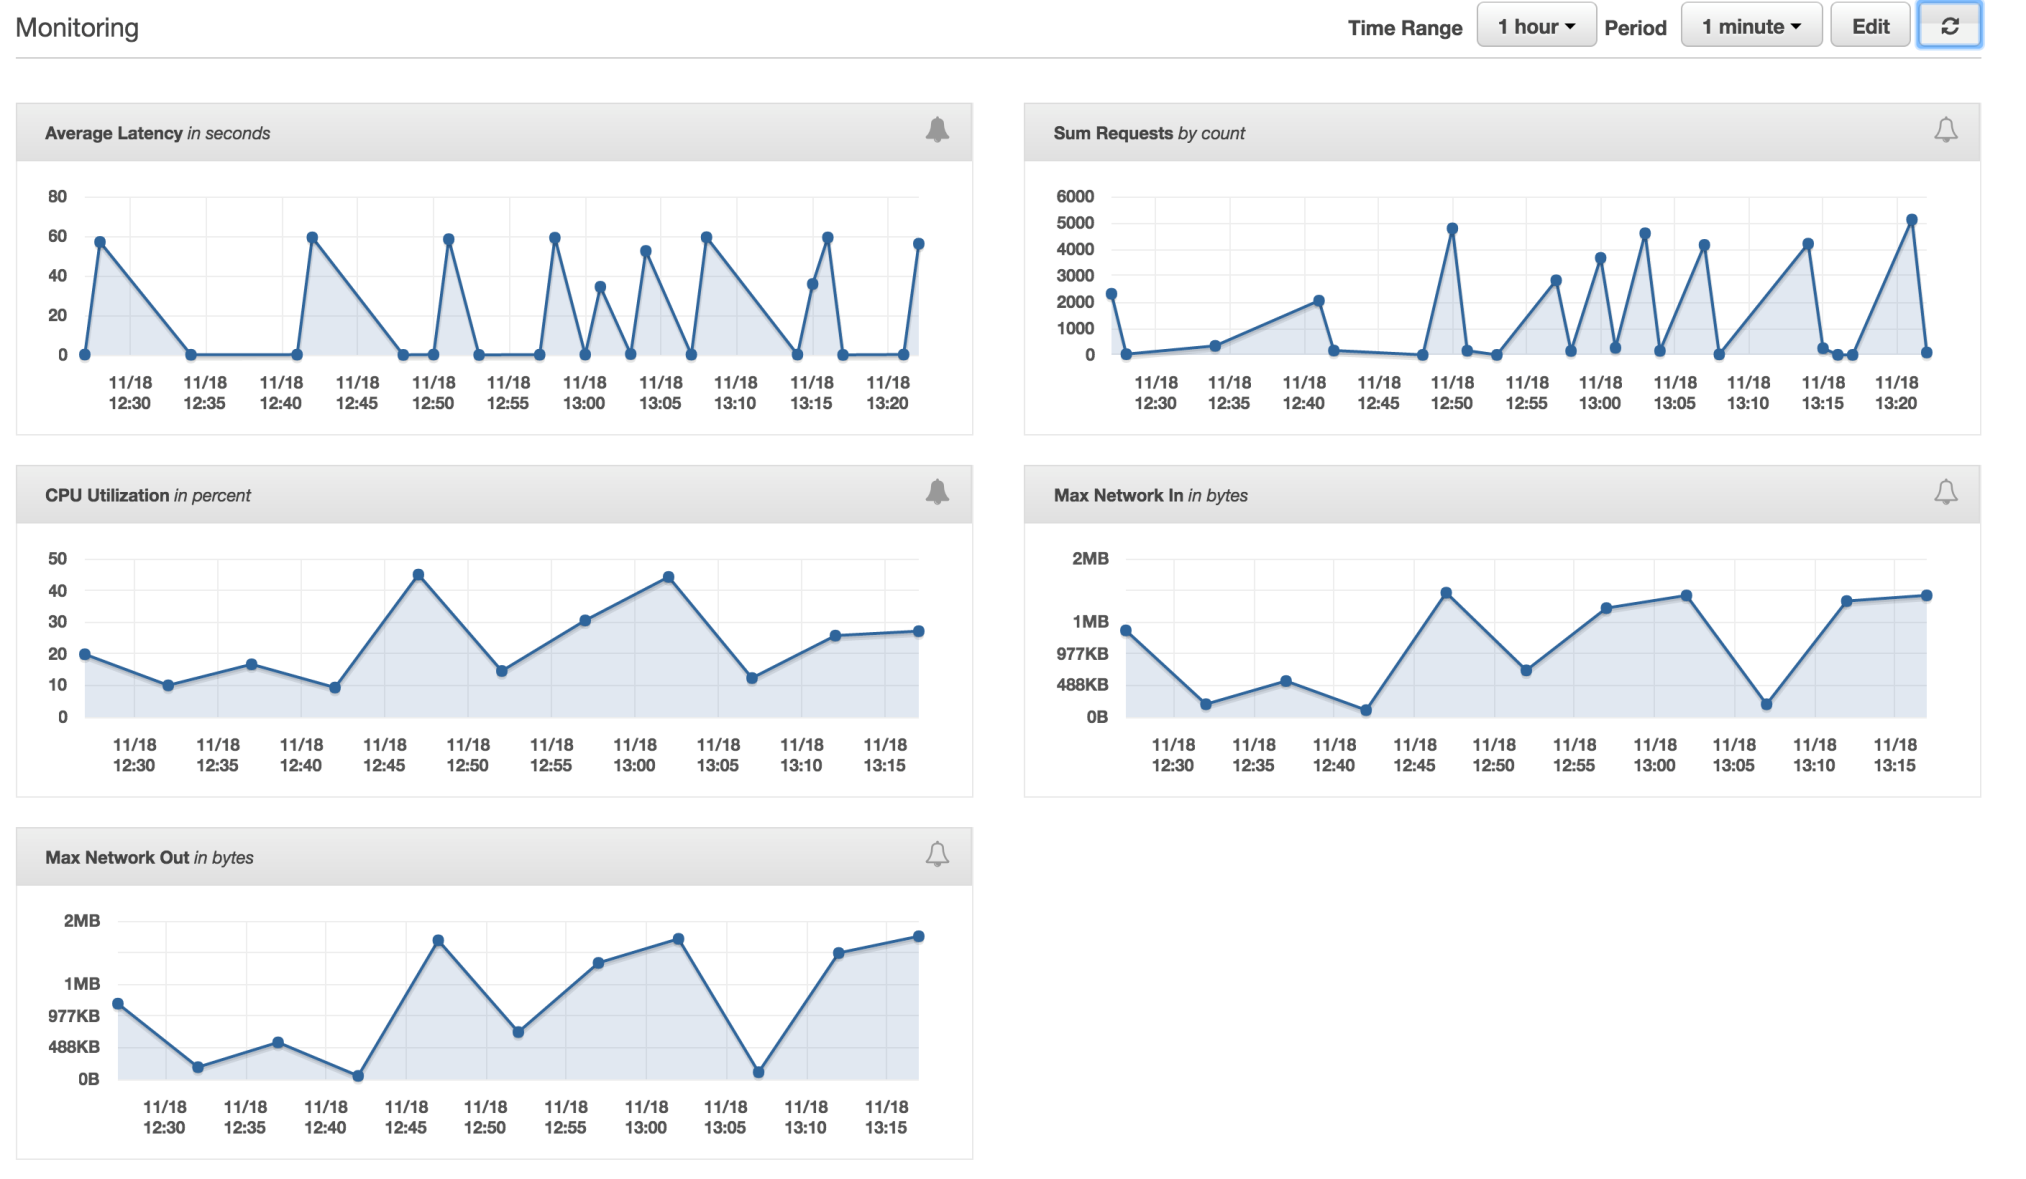 Monitoring
Time Range 1 hour Period 1 minute Edit
Average Latency in seconds
80
60
40
20
0
11/18 11/18 11/18 11/18 11/18 11/18 11/18 11/18 11/18 11/18 11/18
12:30 12:35 12:40 12:45 12:50 12:55 13:00 13:05 13:10 13:15 13:20
Sum Requests by count
6000
5000
4000
3000
2000
1000
0
11/18 11/18 11/18 11/18 11/18 11/18 11/18 11/18 11/18 11/18 11/18
12:30 12:35 12:40 12:45 12:50 12:55 13:00 13:05 13:10 13:15 13:20
CPU Utilization in percent
50
40
30
20
10
0
11/18 11/18 11/18 11/18 11/18 11/18 11/18 11/18 11/18 11/18
12:30 12:35 12:40 12:45 12:50 12:55 13:00 13:05 13:10 13:15
Max Network In in bytes
2MB
1MB
977KB
488KB
0B
11/18 11/18 11/18 11/18 11/18 11/18 11/18 11/18 11/18 11/18
12:30 12:35 12:40 12:45 12:50 12:55 13:00 13:05 13:10 13:15
Max Network Out in bytes
2MB
1MB
977KB
488KB
0B
11/18 11/18 11/18 11/18 11/18 11/18 11/18 11/18 11/18 11/18
12:30 12:35 12:40 12:45 12:50 12:55 13:00 13:05 13:10 13:15